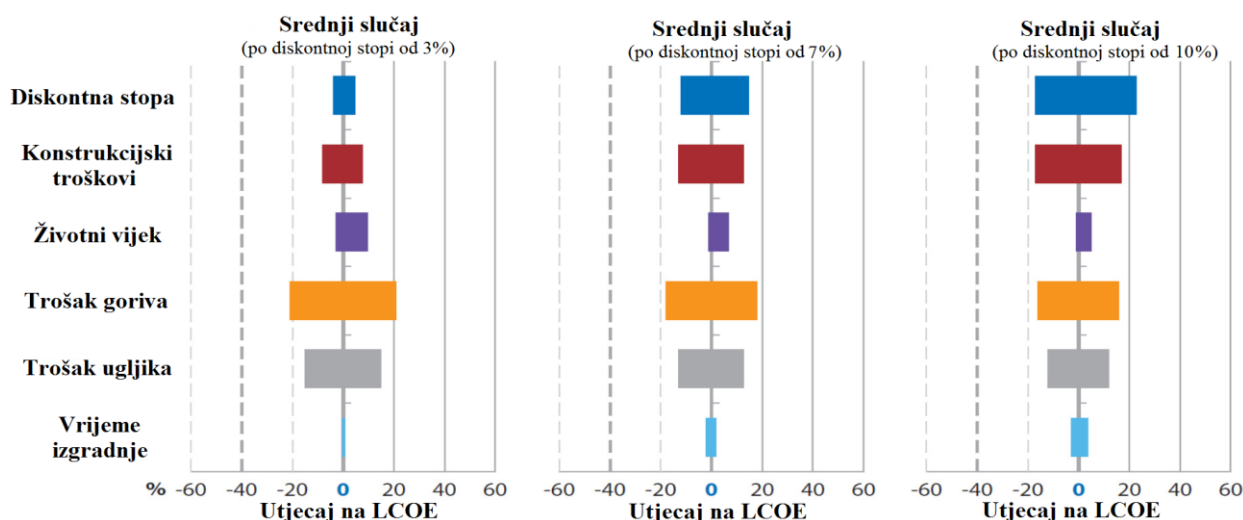 Srednji slučaj
(po diskontnoj stopi od 3%)
Srednji slučaj
(po diskontnoj stopi od 7%)
Srednji slučaj
(po diskontnoj stopi od 10%)
Diskontna stopa
Konstrukcijski
troškovi
Životni vijek
Trošak goriva
Trošak ugljika
Vrijeme
izgradnje
% -60 -40 -20 0 20 40 60
-60 -40 -20 0 20 40 60
-60 -40 -20 0 20 40 60
Utjecaj na LCOE
Utjecaj na LCOE
Utjecaj na LCOE